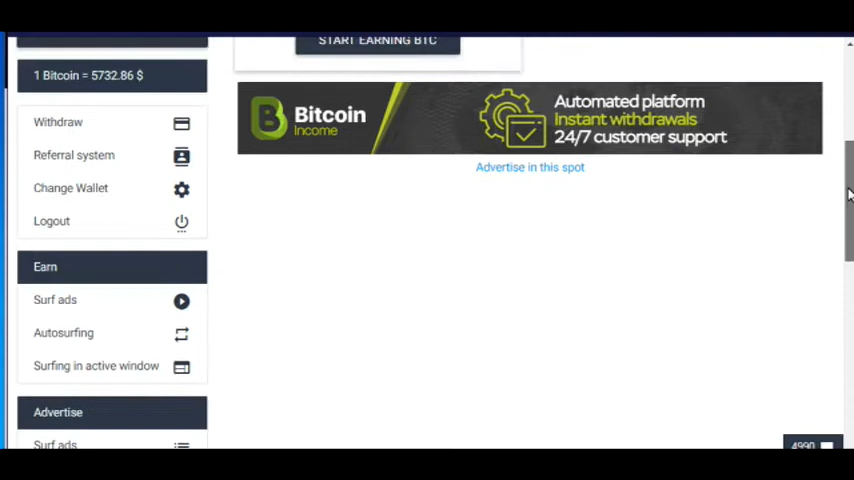 START EARNING BTC
1 Bitcoin = 5732.86 $
Withdraw
Referral system
Change Wallet
Logout
Earn
Surf ads
Autosurfing
Surfing in active window
Advertise
Surf ads
Bitcoin
Income
Automated platform
Instant withdrawals
24/7 customer support
Advertise in this spot
4990